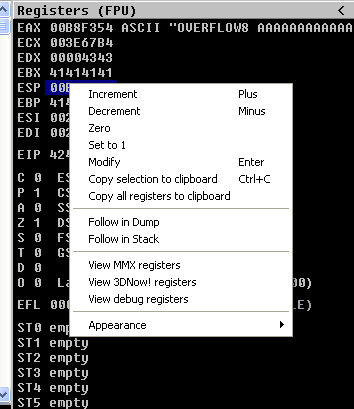 Registers (FPU) <
EAX 00B8F354 ASCII "OVERFLOW8 AAAAAAAAAAAA
ECX 003E67B4
EDX 00004343
EBX 41414141
ESP 00B
EBP 414
ESI 002
EDI 002
EIP 424
C 0 ES
P 1 CS
A 0 SS
Z 1 DS
S 0 FS
T 0 GS
D 0
O 0 La 00)
EFL 000 LE)
ST0 empty
ST1 empty
ST2 empty
ST3 empty
ST4 empty
ST5 empty
Increment Plus
Decrement Minus
Zero
Set to 1
Modify Enter
Copy selection to clipboard Ctrl+C
Copy all registers to clipboard
Follow in Dump
Follow in Stack
View MMX registers
View 3DNow! registers
View debug registers
Appearance